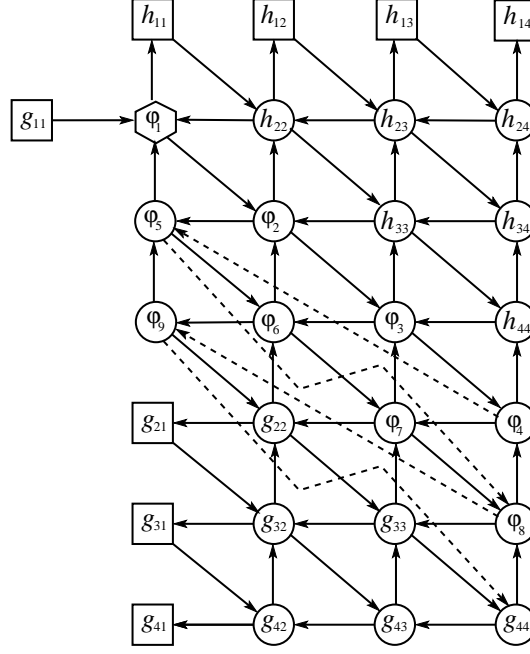 h₁₁ h₁₂ h₁₃ h₁₄
g₁₁ φ₁ h₂₂ h₂₃ h₂₄
φ₅ φ₂ h₃₃ h₃₄
φ₉ φ₆ φ₃ h₄₄
g₂₁ g₂₂ φ₇ φ₄
g₃₁ g₃₂ g₃₃ φ₈
g₄₁ g₄₂ g₄₃ g₄₄